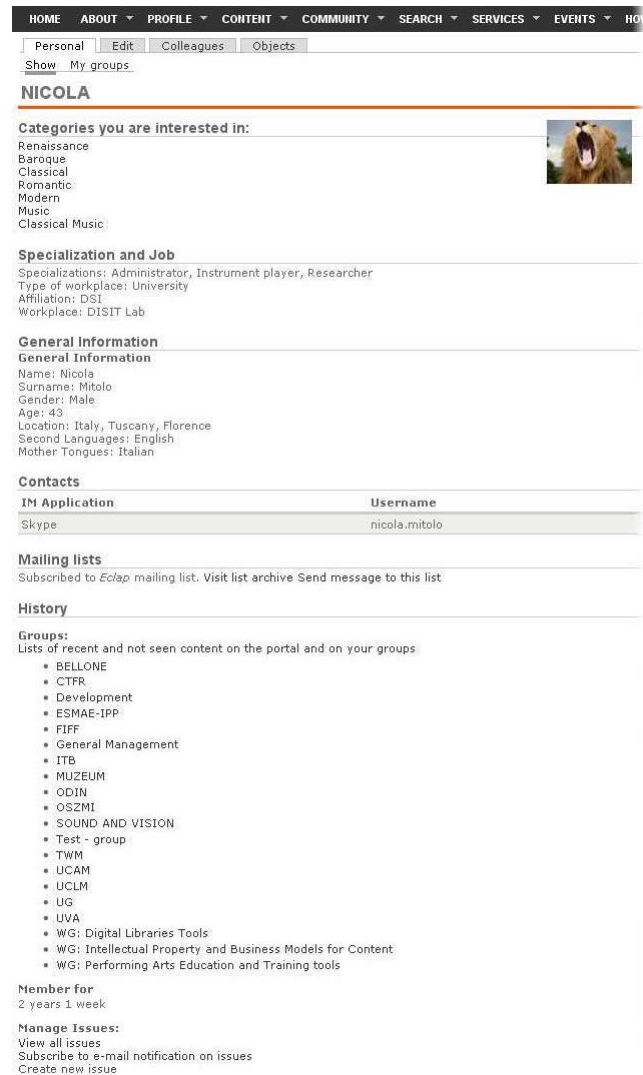 HOME ABOUT PROFILE CONTENT COMMUNITY SEARCH SERVICES EVENTS
Personal Edit Colleagues Objects
Show My groups
NICOLA
Categories you are interested in:
Renaissance
Baroque
Classical
Romantic
Modern
Music
Classical Music
Specialization and Job
Specializations: Administrator, Instrument player, Researcher
Type of workplace: University
Affiliation: DSI
Workplace: DISIT Lab
General Information
General Information
Name: Nicola
Surname: Mitolo
Gender: Male
Age: 43
Location: Italy, Tuscany, Florence
Second Languages: English
Mother Tongues: Italian
Contacts
IM Application Username
Skype nicola.mitolo
Mailing lists
Subscribed to Eclap mailing list. Visit list archive Send message to this list
History
Groups:
Lists of recent and not seen content on the portal and on your groups
• BELLONE
• CTFR
• Development
• ESMAE-IPP
• FIFF
• General Management
• ITB
• MUZEUM
• ODIN
• OSZMI
• SOUND AND VISION
• Test - group
• TWM
• UCAM
• UCLM
• UG
• UVA
• WG: Digital Libraries Tools
• WG: Intellectual Property and Business Models for Content
• WG: Performing Arts Education and Training tools
Member for
2 years 1 week
Manage Issues:
View all issues
Subscribe to e-mail notification on issues
Create new issue